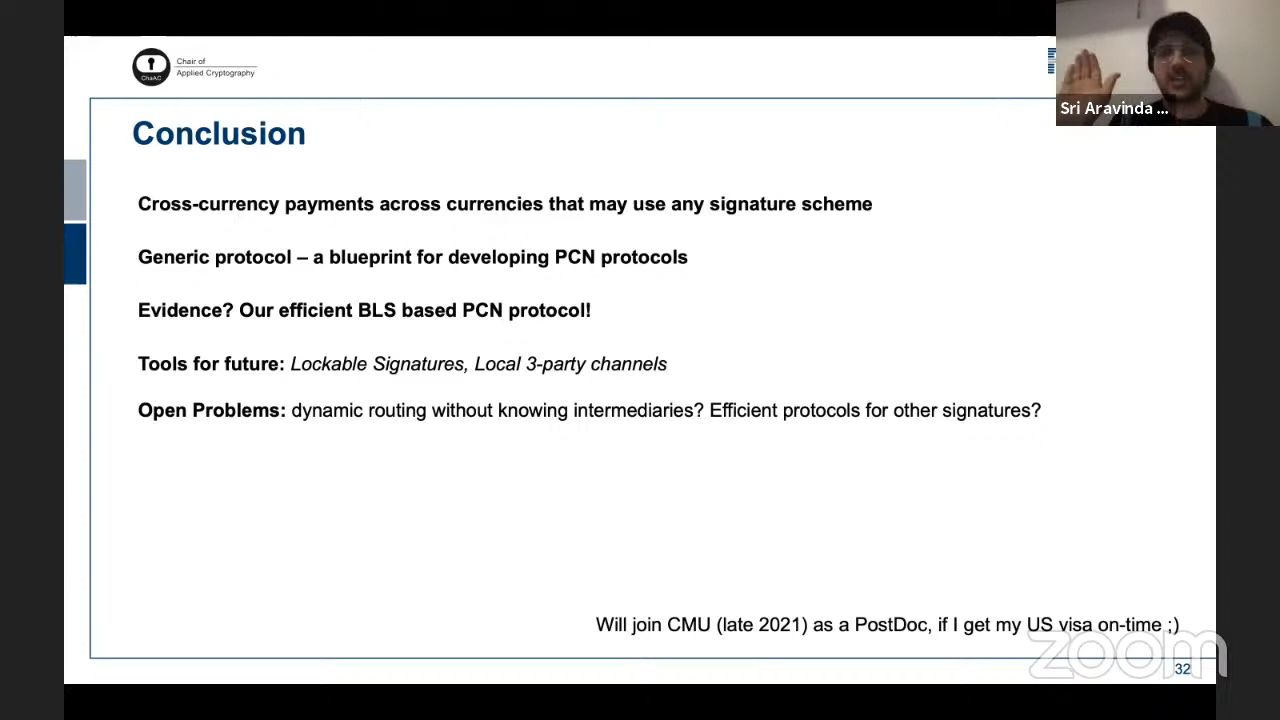 ChaAC
Chair of
Applied Cryptography
Sri Aravinda ...
Conclusion
Cross-currency payments across currencies that may use any signature scheme
Generic protocol – a blueprint for developing PCN protocols
Evidence? Our efficient BLS based PCN protocol!
Tools for future: Lockable Signatures, Local 3-party channels
Open Problems: dynamic routing without knowing intermediaries? Efficient protocols for other signatures?
Will join CMU (late 2021) as a PostDoc, if I get my US visa on-time ;)
zoom
32